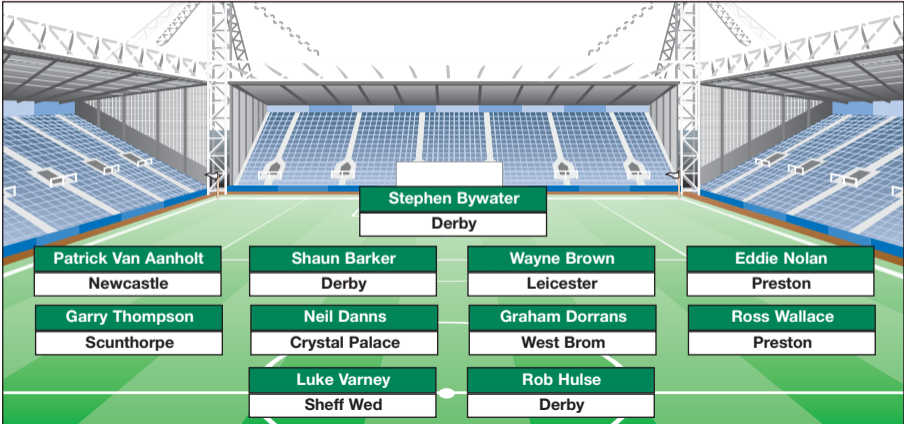 Stephen Bywater
Derby
Patrick Van Aanholt
Newcastle
Shaun Barker
Derby
Wayne Brown
Leicester
Eddie Nolan
Preston
Garry Thompson
Scunthorpe
Neil Danns
Crystal Palace
Graham Dorrans
West Brom
Ross Wallace
Preston
Luke Varney
Sheff Wed
Rob Hulse
Derby